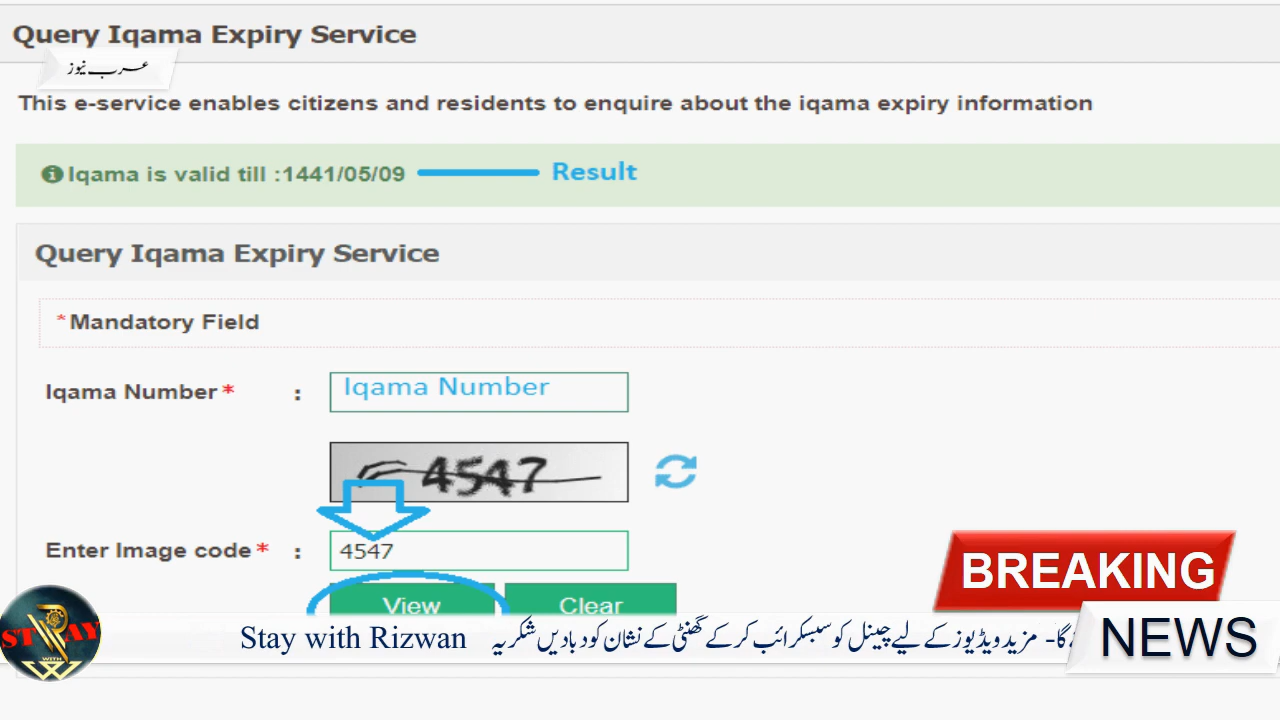 Query Iqama Expiry Service
عرب نیوز
This e-service enables citizens and residents to enquire about the iqama expiry information
Iqama is valid till :1441/05/09 Result
Query Iqama Expiry Service
*Mandatory Field
Iqama Number* : Iqama Number
4547
Enter Image code* : 4547
View Clear
BREAKING
NEWS
STAY
WITH
گا- مزید ویڈیوز کے لیے چینل کو سبسکرائب کر کے گھنٹی کے نشان کو دبا دیں شکریہ Stay with Rizwan